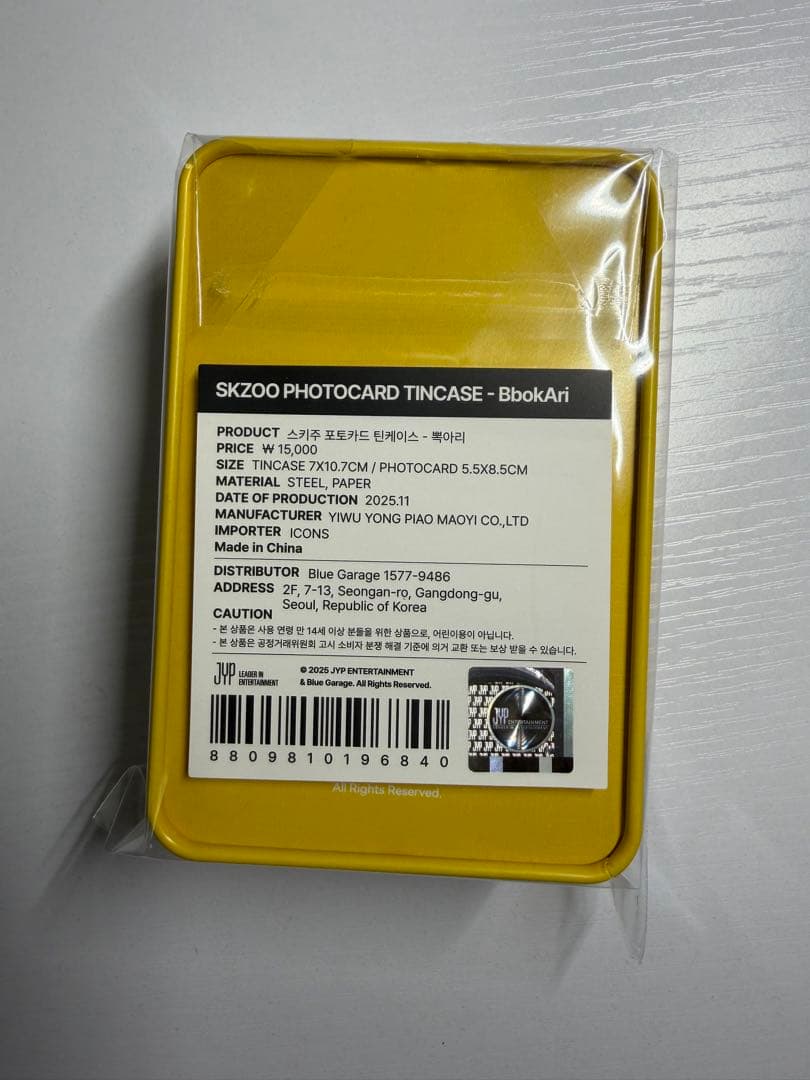 SKZOO PHOTOCARD TINCASE - BbokAri
PRODUCT 스키주 포토카드 틴케이스 - 뽁아리
PRICE ₩ 15,000
SIZE TINCASE 7X10.7CM / PHOTOCARD 5.5X8.5CM
MATERIAL STEEL, PAPER
DATE OF PRODUCTION 2025.11
MANUFACTURER YIWU YONG PIAO MAOYI CO.,LTD
IMPORTER ICONS
Made in China
DISTRIBUTOR Blue Garage 1577-9486
ADDRESS 2F, 7-13, Seongan-ro, Gangdong-gu,
Seoul, Republic of Korea
CAUTION
- 본 상품은 사용 연령 만 14세 이상 분들을 위한 상품으로, 어린이용이 아닙니다.
- 본 상품은 공정거래위원회 고시 소비자 분쟁 해결 기준에 의거 교환 또는 보상 받을 수 있습니다.
JYP LEADER IN
ENTERTAINMENT
© 2025 JYP ENTERTAINMENT
& Blue Garage. All Rights Reserved.
8809810196840
JYP ENTERTAINMENT
All Rights Reserved.